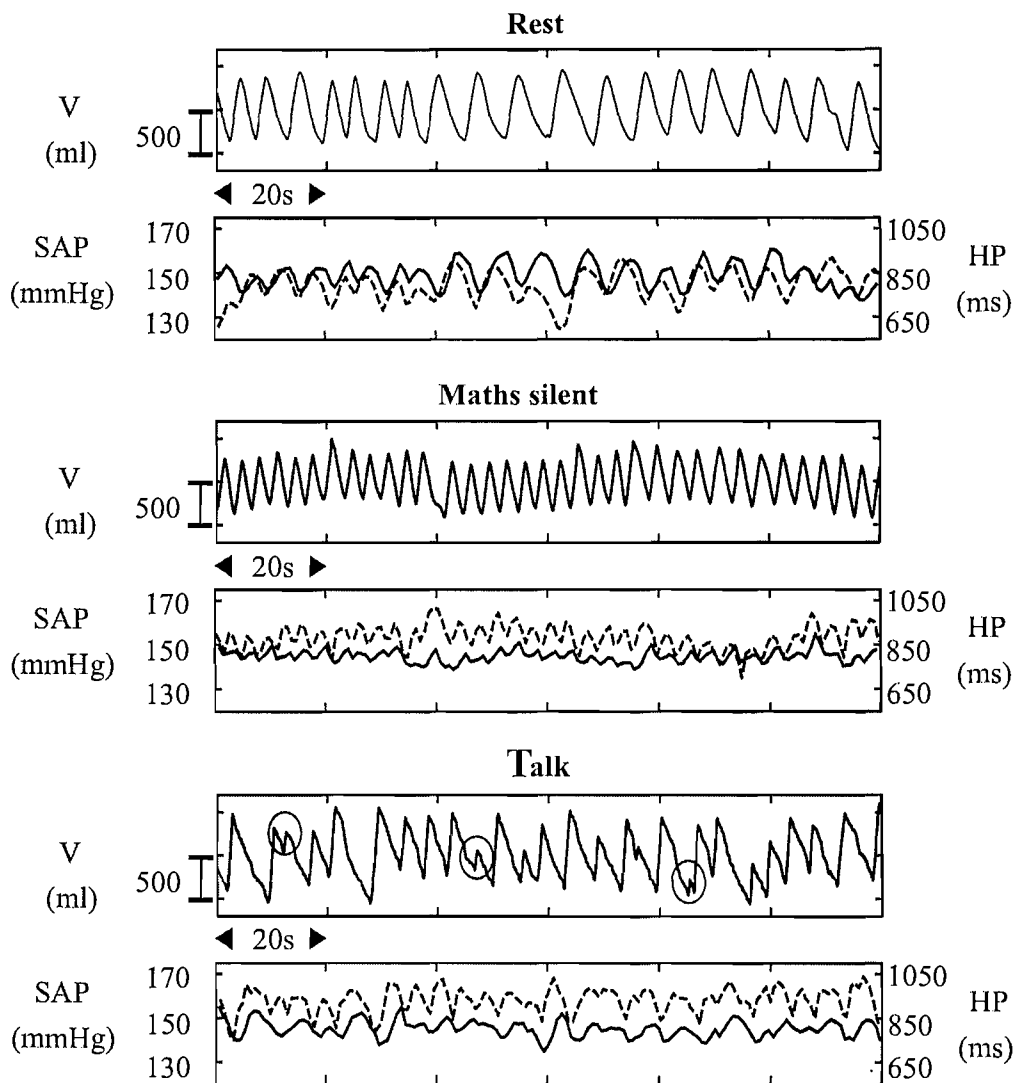 Rest
V
(ml)
500
20s
SAP
(mmHg)
170
150
130
1050
850
650
HP
(ms)
Maths silent
V
(ml)
500
20s
SAP
(mmHg)
170
150
130
1050
850
650
HP
(ms)
Talk
V
(ml)
500
20s
SAP
(mmHg)
170
150
130
1050
850
650
HP
(ms)